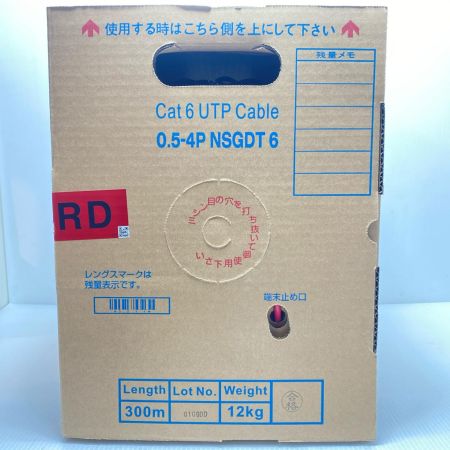 使用する時はこちら側を上にして下さい
残量メモ
Cat 6 UTP Cable
0.5-4P NSGDT 6
ミシン目の穴を打ち抜いて
御使用下さい
RD
レングスマークは
残量表示です。
端末止め口
Length Lot No. Weight
300m 12kg
合格